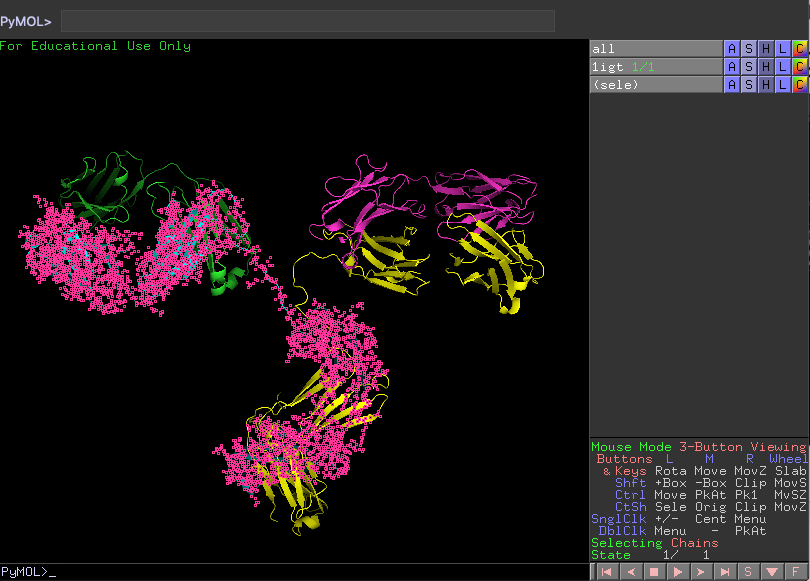 PyMOL>
For Educational Use Only
all A S H L C
1igt 1/1 A S H L C
(sele) A S H L C
Mouse Mode 3-Button Viewing
Buttons L M R Wheel
& Keys Rota Move MovZ Slab
Shft +Box -Box Clip MovS
Ctrl Move PkAt Pk1 MvSZ
CtSh Sele Orig Clip MovZ
SnglClk +/- Cent Menu
DblClk Menu - PkAt
Selecting Chains
State 1/ 1
PyMOL>_
S F